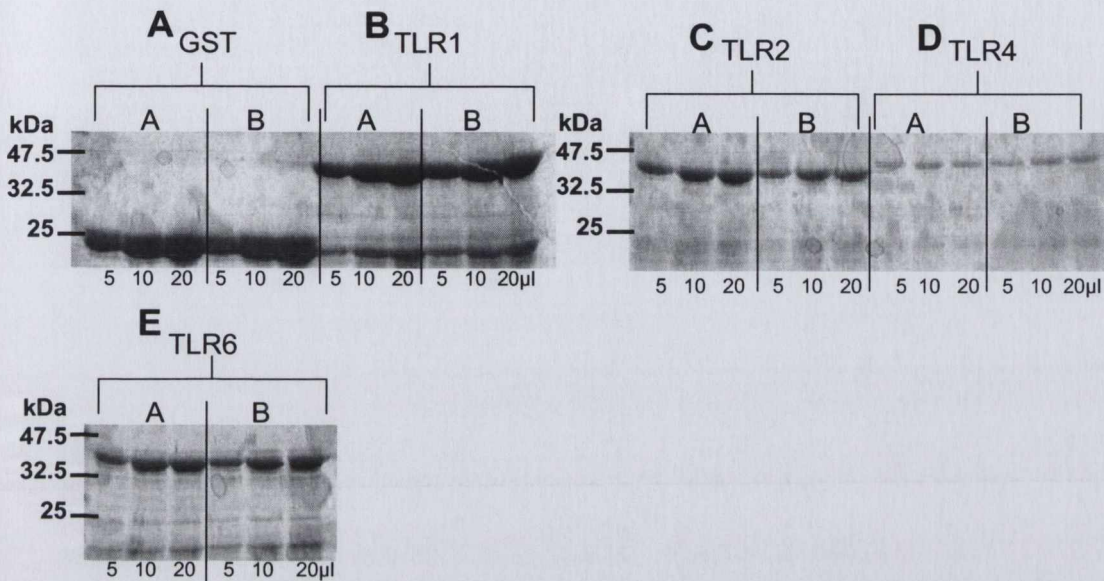 A GST B TLR1 C TLR2 D TLR4
kDa A B A B kDa A B A B
47.5 47.5
32.5 32.5
25 25
5 10 20 5 10 20 5 10 20 5 10 20µl 5 10 20 5 10 20 5 10 20 5 10 20µl
E TLR6
kDa A B
47.5
32.5
25
5 10 20 5 10 20µl